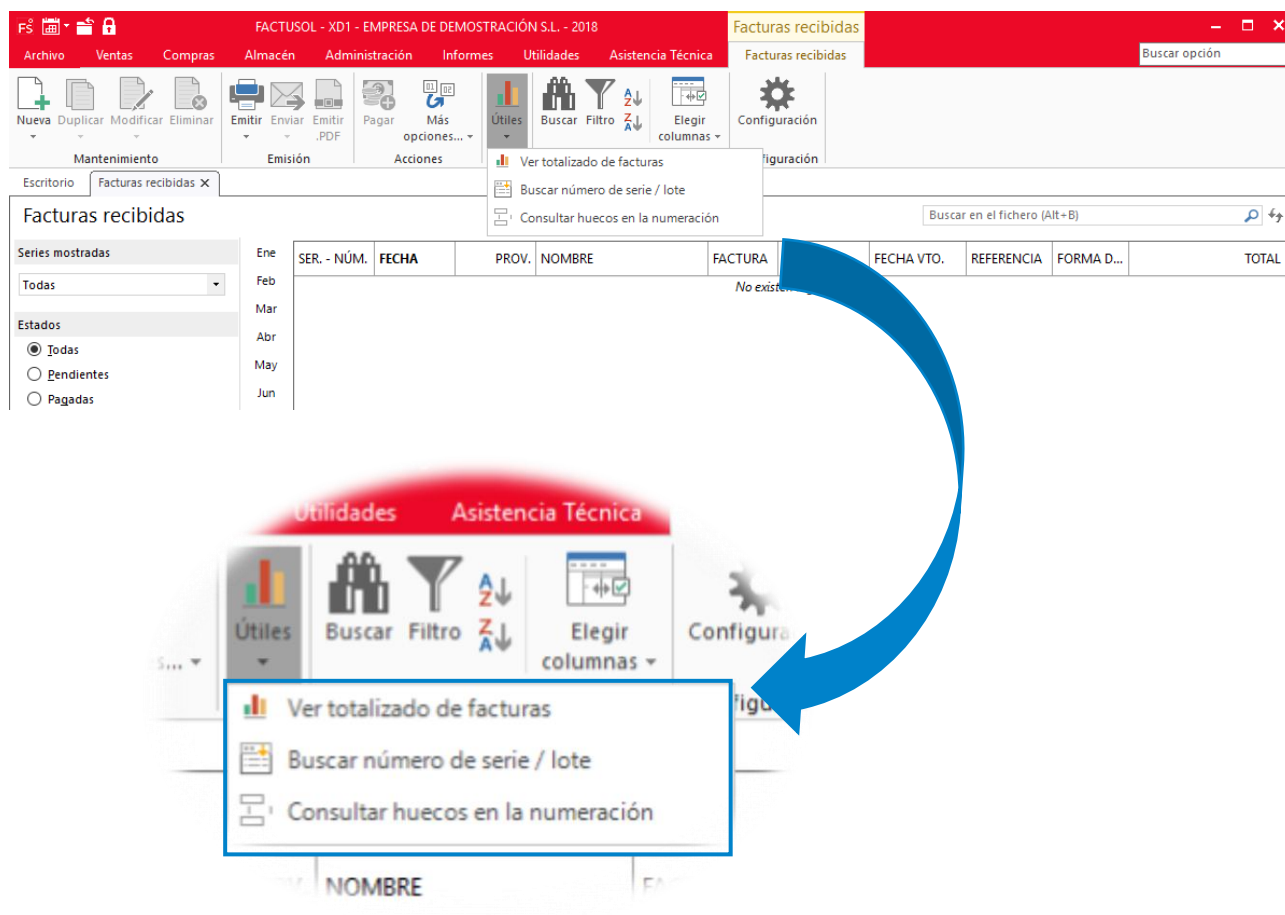 FS FACTUSOL - XD1 - EMPRESA DE DEMOSTRACIÓN S.L. - 2018 Facturas recibidas
Archivo Ventas Compras Almacén Administración Informes Utilidades Asistencia Técnica Facturas recibidas Buscar opción
Nueva Duplicar Modificar Eliminar Emitir Enviar Emitir .PDF Pagar Más opciones... Útiles Buscar Filtro Elegir columnas Configuración
Mantenimiento Emisión Acciones
Ver totalizado de facturas
Buscar número de serie / lote
Consultar huecos en la numeración
Escritorio Facturas recibidas
Facturas recibidas Buscar en el fichero (Alt+B)
Series mostradas
Todas
Estados
Todas
Pendientes
Pagadas
Ene
Feb
Mar
Abr
May
Jun
SER. - NÚM. FECHA PROV. NOMBRE FACTURA FECHA VTO. REFERENCIA FORMA D... TOTAL
No
Utilidades Asistencia Técnica
Útiles Buscar Filtro Elegir columnas
Ver totalizado de facturas
Buscar número de serie / lote
Consultar huecos en la numeración
NOMBRE